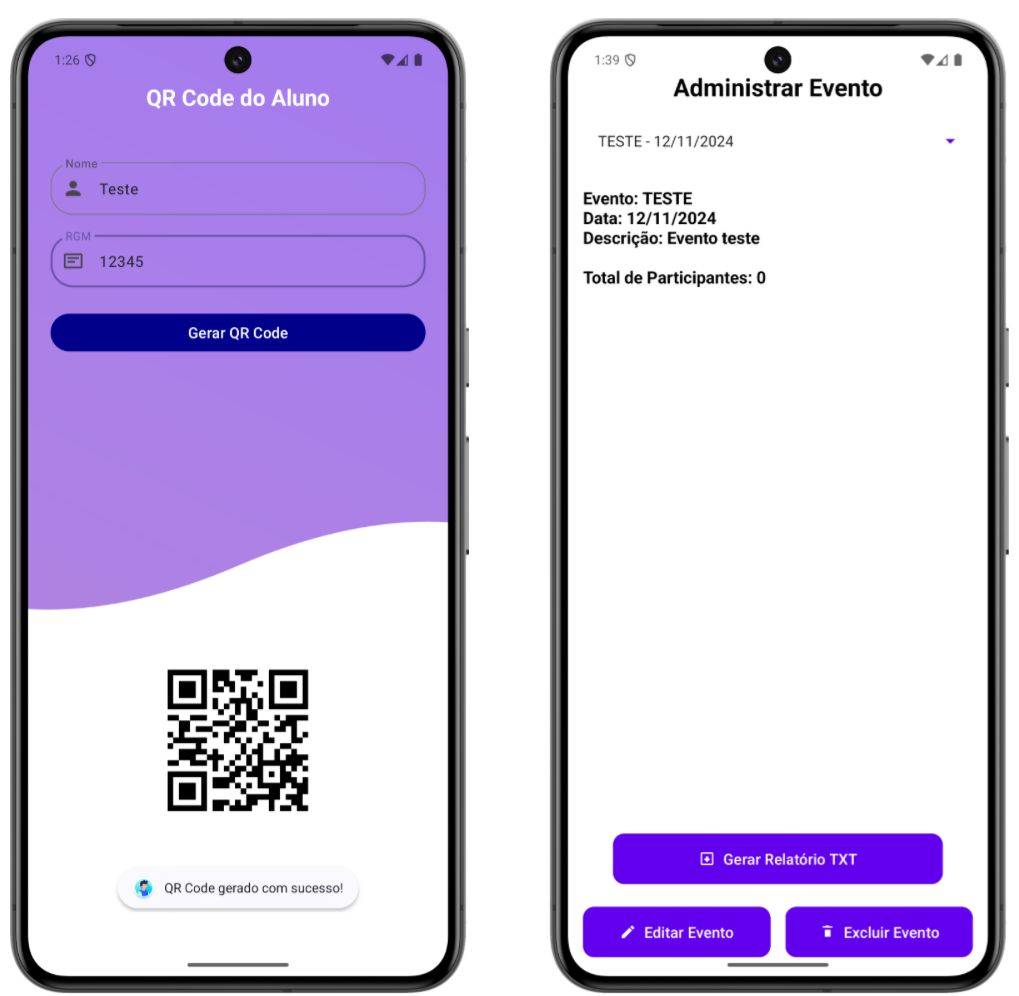 1:26
QR Code do Aluno
Nome
Teste
RGM
12345
Gerar QR Code
QR Code gerado com sucesso!
1:39
Administrar Evento
TESTE - 12/11/2024
Evento: TESTE
Data: 12/11/2024
Descrição: Evento teste
Total de Participantes: 0
Gerar Relatório TXT
Editar Evento
Excluir Evento